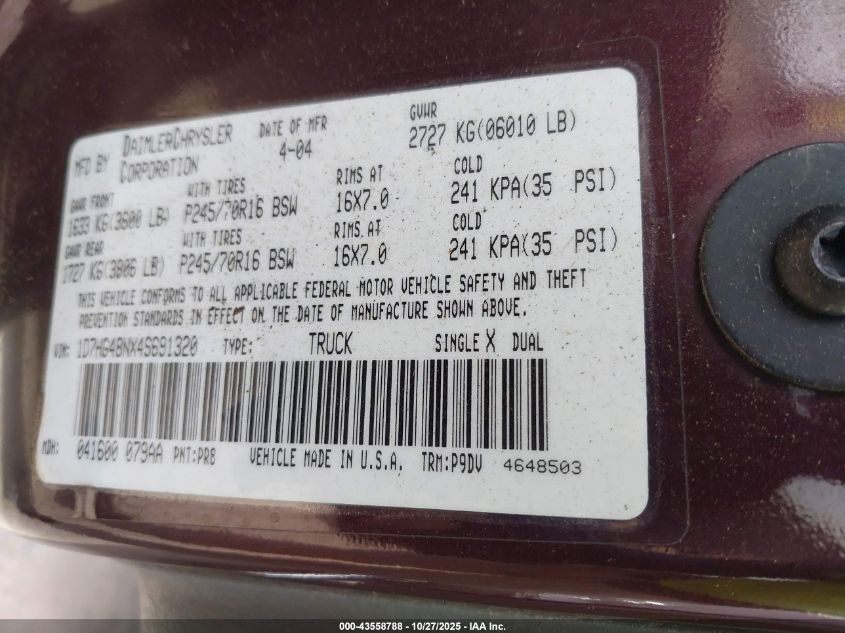 MFD BY DAIMLERCHRYSLER CORPORATION DATE OF MFR 4-04 GVWR 2727 KG(06010 LB)
GAWR FRONT WITH TIRES RIMS AT COLD
1633 KG(3600 LB) P245/70R16 BSW 16X7.0 241 KPA(35 PSI)
GAWR REAR WITH TIRES RIMS AT COLD
1727 KG(3806 LB) P245/70R16 BSW 16X7.0 241 KPA(35 PSI)
THIS VEHICLE CONFORMS TO ALL APPLICABLE FEDERAL MOTOR VEHICLE SAFETY AND THEFT
PREVENTION STANDARDS IN EFFECT ON THE DATE OF MANUFACTURE SHOWN ABOVE.
VIN: 1D7HG48NX4S691320 TYPE: TRUCK SINGLE X DUAL
MDH: 041600 079AA PNT:PR8 VEHICLE MADE IN U.S.A. TRM:P9DV 4648503
000-43558788 - 10/27/2025 - IAA Inc.